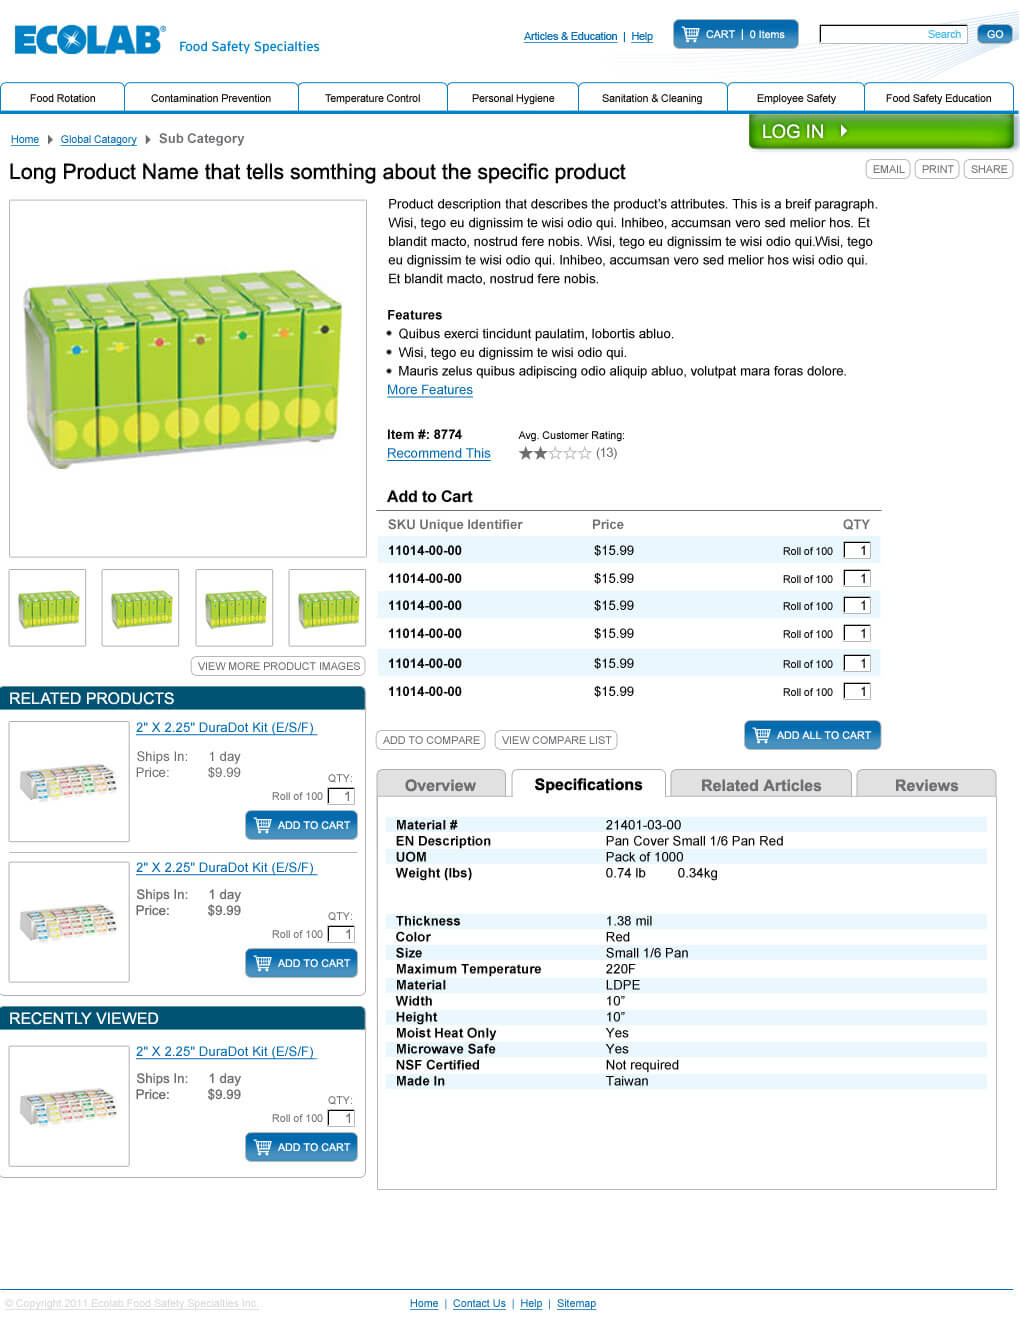 ECOLAB® Food Safety Specialties
Articles & Education | Help
CART | 0 Items
Search
GO
Food Rotation
Contamination Prevention
Temperature Control
Personal Hygiene
Sanitation & Cleaning
Employee Safety
Food Safety Education
LOG IN
Home Global Catagory Sub Category
Long Product Name that tells somthing about the specific product
EMAIL
PRINT
SHARE
Product description that describes the product's attributes. This is a breif paragraph.
Wisi, tego eu dignissim te wisi odio qui. Inhibeo, accumsan vero sed melior hos. Et
blandit macto, nostrud fere nobis. Wisi, tego eu dignissim te wisi odio qui.Wisi, tego
eu dignissim te wisi odio qui. Inhibeo, accumsan vero sed melior hos wisi odio qui.
Et blandit macto, nostrud fere nobis.
Features
• Quibus exerci tincidunt paulatim, lobortis abluo.
• Wisi, tego eu dignissim te wisi odio qui.
• Mauris zelus quibus adipiscing odio aliquip abluo, volutpat mara foras dolore.
More Features
Item #: 8774
Recommend This
Avg. Customer Rating:
(13)
Add to Cart
SKU Unique Identifier Price QTY
11014-00-00 $15.99 Roll of 100 1
11014-00-00 $15.99 Roll of 100 1
11014-00-00 $15.99 Roll of 100 1
11014-00-00 $15.99 Roll of 100 1
11014-00-00 $15.99 Roll of 100 1
11014-00-00 $15.99 Roll of 100 1
VIEW MORE PRODUCT IMAGES
ADD TO COMPARE
VIEW COMPARE LIST
ADD ALL TO CART
RELATED PRODUCTS
2" X 2.25" DuraDot Kit (E/S/F)
Ships In: 1 day
Price: $9.99
QTY:
Roll of 100 1
ADD TO CART
2" X 2.25" DuraDot Kit (E/S/F)
Ships In: 1 day
Price: $9.99
QTY:
Roll of 100 1
ADD TO CART
RECENTLY VIEWED
2" X 2.25" DuraDot Kit (E/S/F)
Ships In: 1 day
Price: $9.99
QTY:
Roll of 100 1
ADD TO CART
Overview
Specifications
Related Articles
Reviews
Material # 21401-03-00
EN Description Pan Cover Small 1/6 Pan Red
UOM Pack of 1000
Weight (lbs) 0.74 lb 0.34kg
Thickness 1.38 mil
Color Red
Size Small 1/6 Pan
Maximum Temperature 220F
Material LDPE
Width 10”
Height 10”
Moist Heat Only Yes
Microwave Safe Yes
NSF Certified Not required
Made In Taiwan
© Copyright 2011 Ecolab Food Safety Specialties Inc.
Home | Contact Us | Help | Sitemap